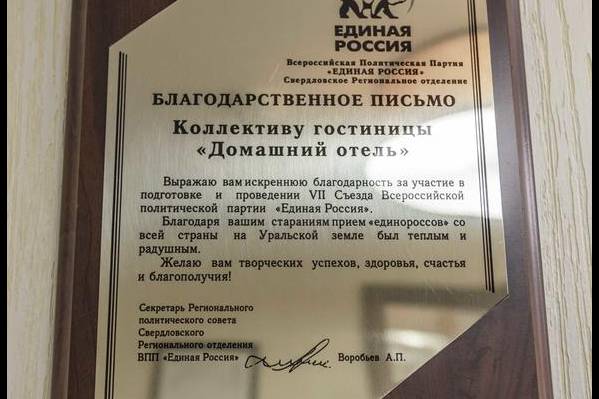 ЕДИНАЯ
РОССИЯ
Всероссийская Политическая Партия
«ЕДИНАЯ РОССИЯ»
Свердловское Региональное отделение
БЛАГОДАРСТВЕННОЕ ПИСЬМО
Коллективу гостиницы
«Домашний отель»
Выражаю вам искреннюю благодарность за участие в
подготовке и проведении VII Съезда Всероссийской
политической партии «Единая Россия».
Благодаря вашим стараниям прием «единороссов» со
всей страны на Уральской земле был теплым и
радушным.
Желаю вам творческих успехов, здоровья, счастья
и благополучия!
Секретарь Регионального
политического совета
Свердловского
Регионального отделения
ВПП «Единая Россия» Воробьев А.П.